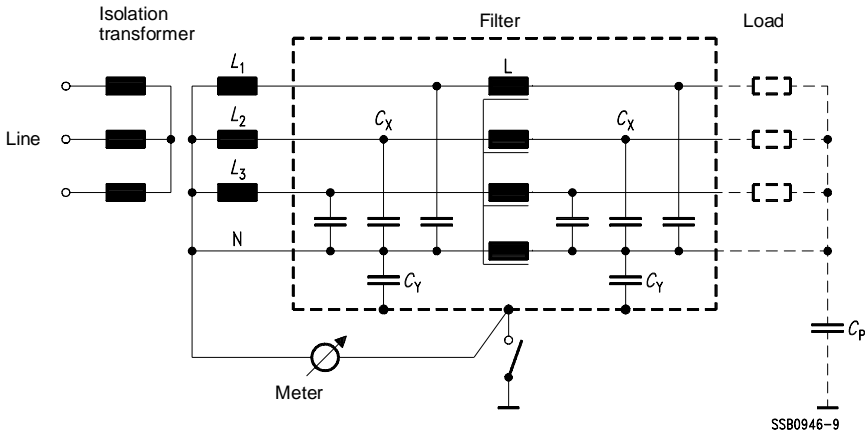 Isolation
transformer
Filter
Load
L1
L
L2
CX
CX
Line
L3
N
CY
CY
CP
Meter
SSB0946-9